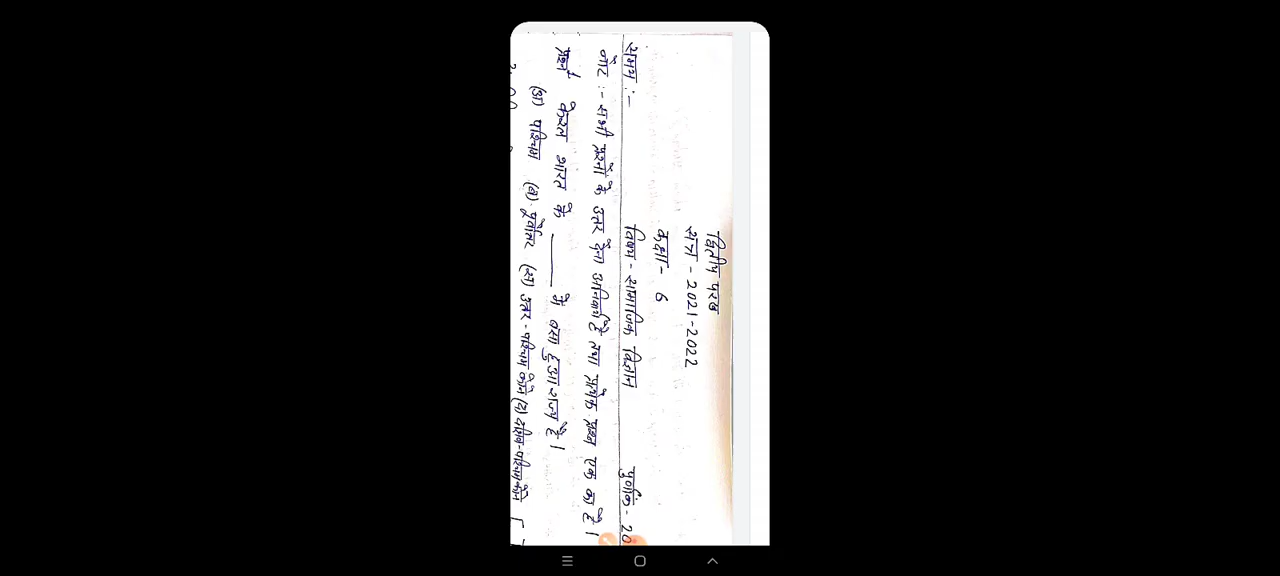 द्वितीय परख
सत्र - 2021-2022
कक्षा - 6
समय :- विषय - सामाजिक विज्ञान पुर्णांक - 20
नोट :- सभी प्रश्नों के उत्तर देना अनिवार्य है तथा प्रत्येक प्रश्न एक का है।
प्रश्न1 केरल भारत के ______ में बसा हुआ राज्य है।
(अ) पश्चिम (ब) पूर्वोत्तर (स) उत्तर - पश्चिम कोने (द) दक्षिण-पश्चिम कोने